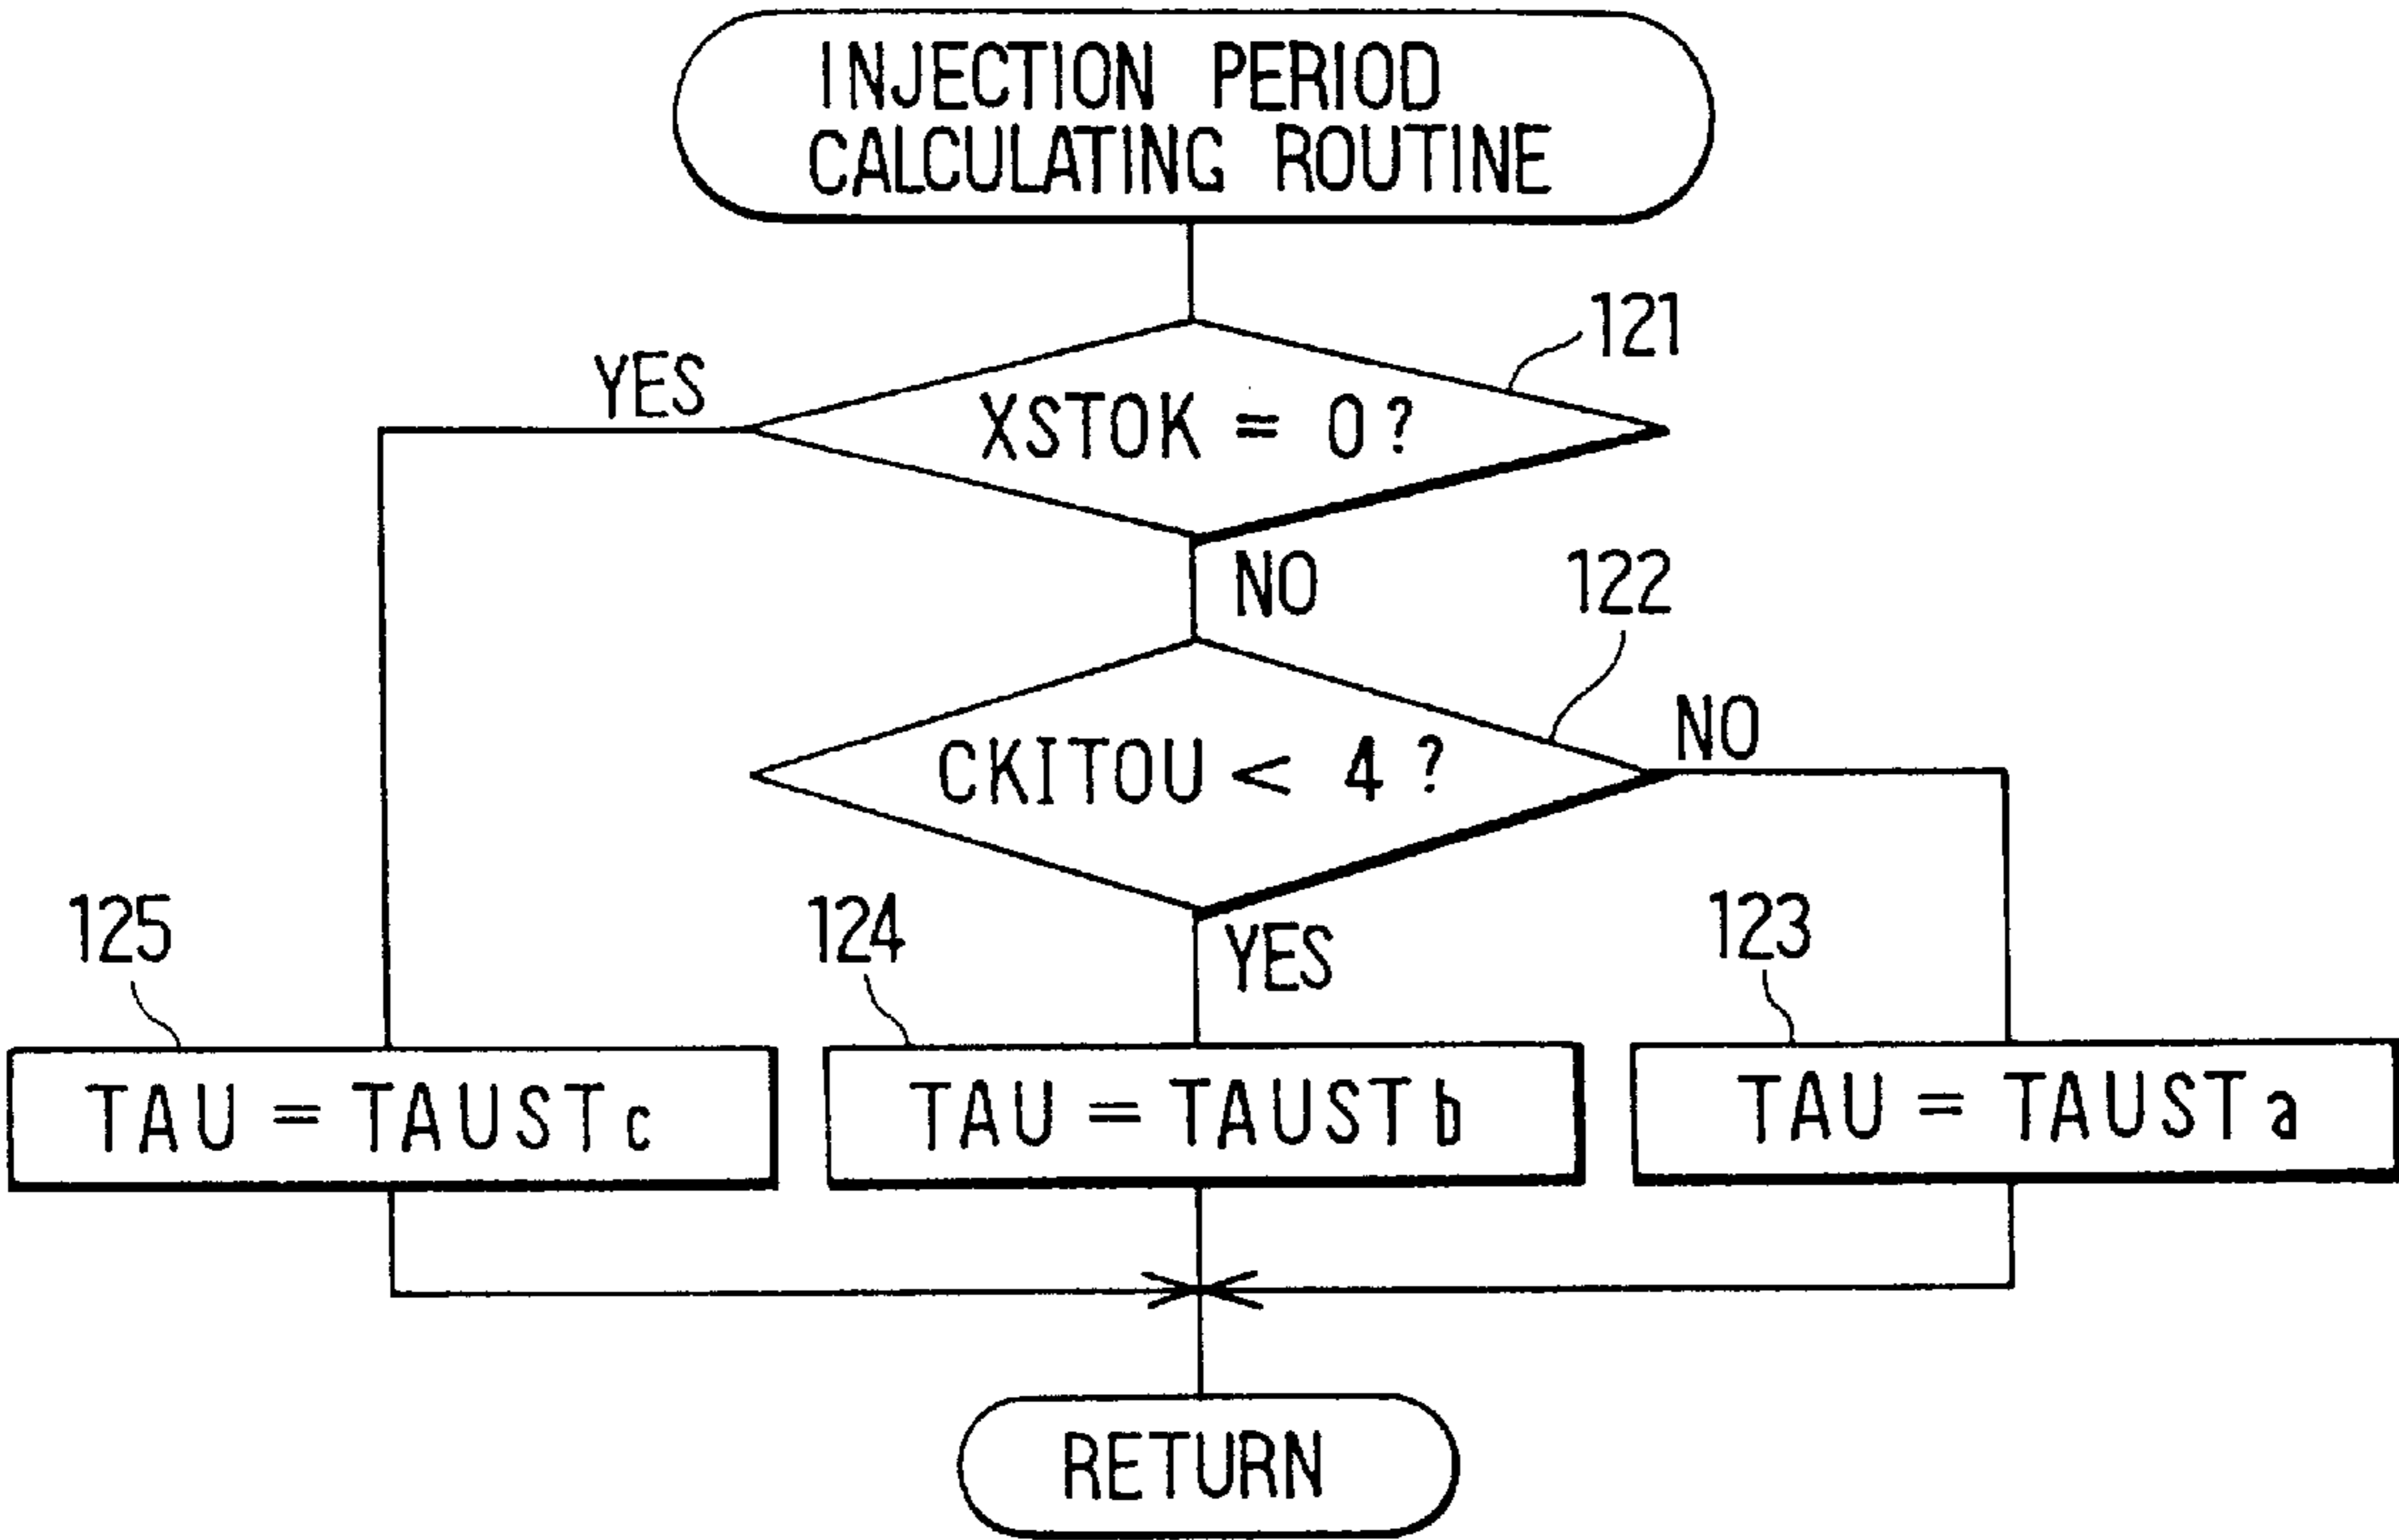 INJECTION PERIOD
CALCULATING ROUTINE
121
YES
XSTOK = 0?
NO
122
NO
CKITOU < 4 ?
YES
125
124
123
TAU = TAUSTc
TAU = TAUSTb
TAU = TAUSTa
RETURN